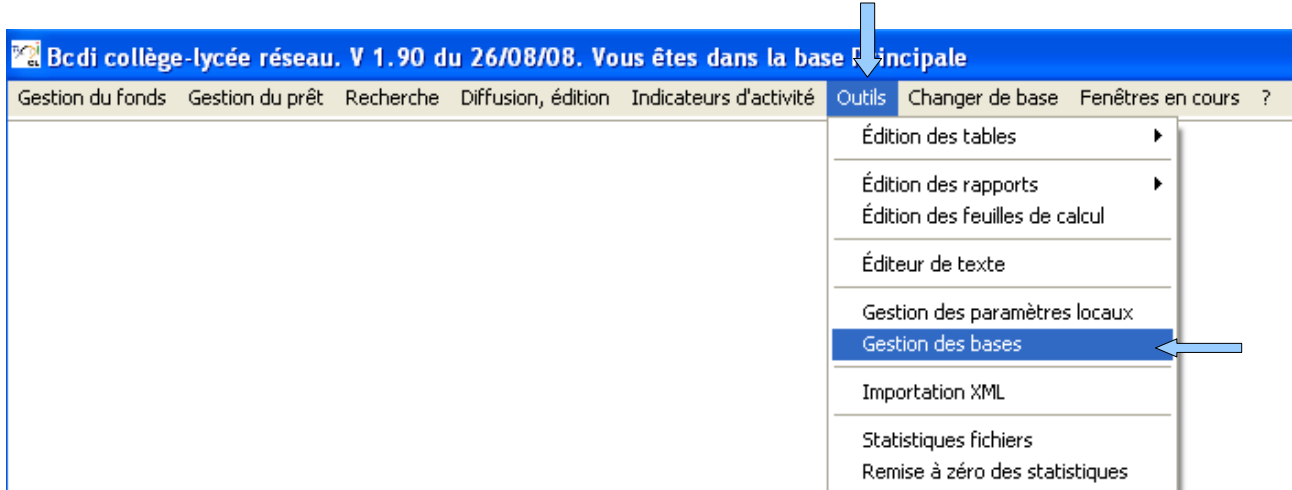 Bcdi collège-lycée réseau. V 1.90 du 26/08/08. Vous êtes dans la base Principale
Gestion du fonds Gestion du prêt Recherche Diffusion, édition Indicateurs d'activité Outils Changer de base Fenêtres en cours ?
Édition des tables
Édition des rapports
Édition des feuilles de calcul
Éditeur de texte
Gestion des paramètres locaux
Gestion des bases
Importation XML
Statistiques fichiers
Remise à zéro des statistiques